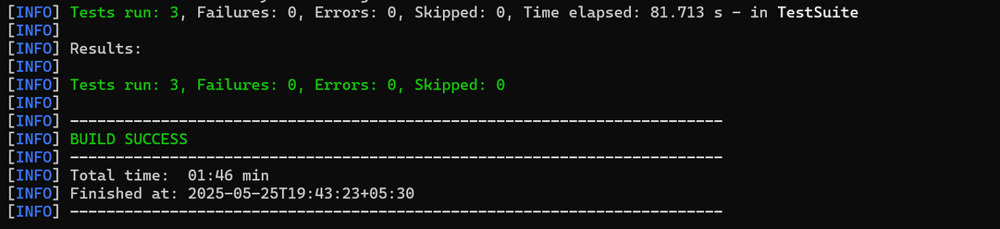 [INFO] Tests run: 3, Failures: 0, Errors: 0, Skipped: 0, Time elapsed: 81.713 s - in TestSuite
[INFO]
[INFO] Results:
[INFO]
[INFO] Tests run: 3, Failures: 0, Errors: 0, Skipped: 0
[INFO]
[INFO] ------------------------------------------------------------------------
[INFO] BUILD SUCCESS
[INFO] ------------------------------------------------------------------------
[INFO] Total time:  01:46 min
[INFO] Finished at: 2025-05-25T19:43:23+05:30
[INFO] ------------------------------------------------------------------------